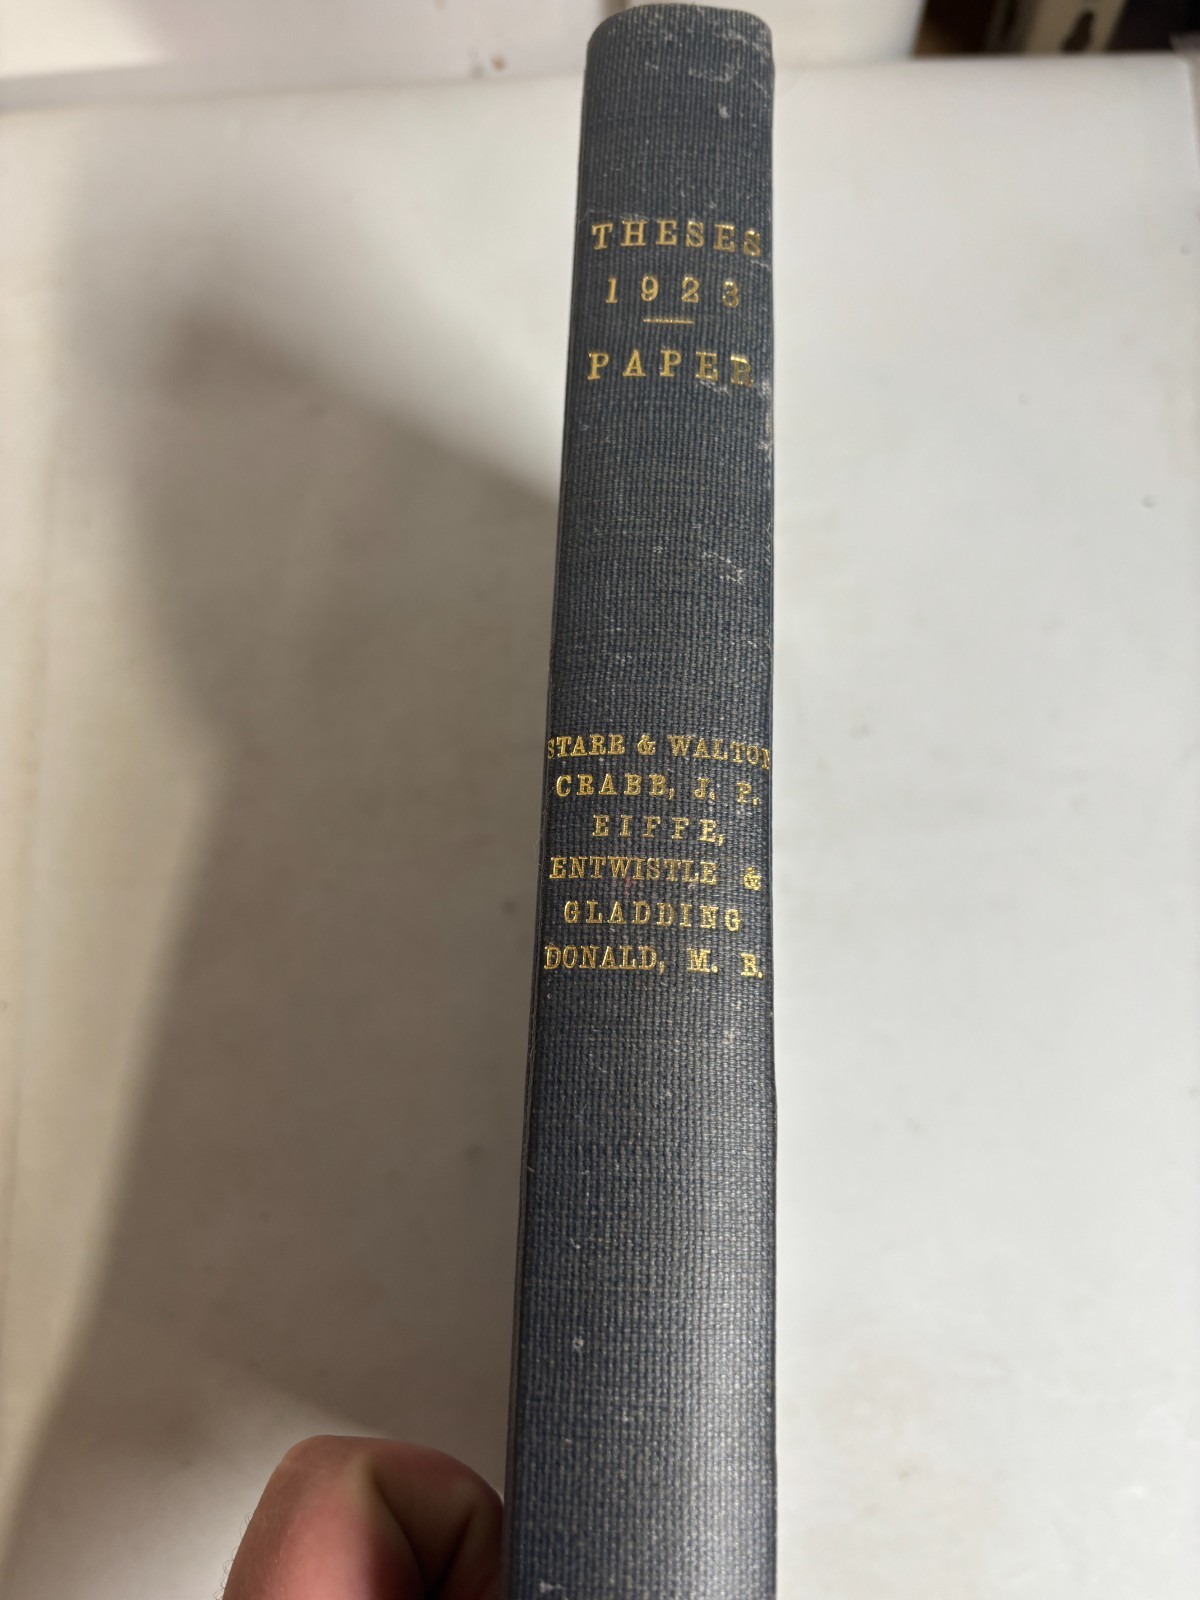 THESES
1923
PAPER
STARR & WALTON
CRABB, J. P.
EIFFE,
ENTWISTLE &
GLADDING
DONALD, M. B.